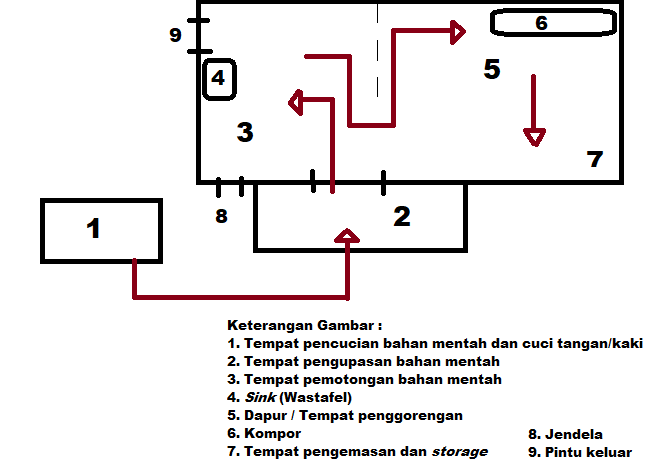 9
6
4
5
3
7
8
2
1
Keterangan Gambar :
1. Tempat pencucian bahan mentah dan cuci tangan/kaki
2. Tempat pengupasan bahan mentah
3. Tempat pemotongan bahan mentah
4. Sink (Wastafel)
5. Dapur / Tempat penggorengan
6. Kompor
7. Tempat pengemasan dan storage
8. Jendela
9. Pintu keluar